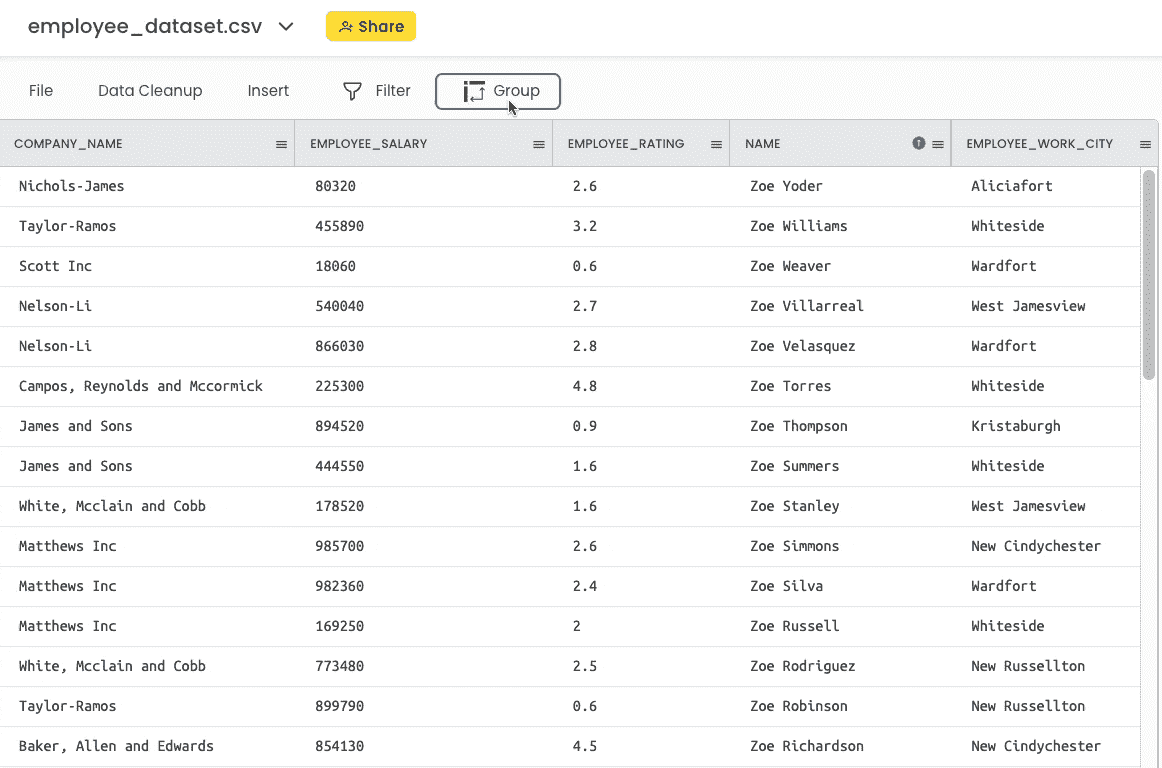 employee_dataset.csv Share
File Data Cleanup Insert Filter Group
COMPANY_NAME EMPLOYEE_SALARY EMPLOYEE_RATING NAME EMPLOYEE_WORK_CITY
Nichols-James 80320 2.6 Zoe Yoder Aliciafort
Taylor-Ramos 455890 3.2 Zoe Williams Whiteside
Scott Inc 18060 0.6 Zoe Weaver Wardfort
Nelson-Li 540040 2.7 Zoe Villarreal West Jamesview
Nelson-Li 866030 2.8 Zoe Velasquez Wardfort
Campos, Reynolds and Mccormick 225300 4.8 Zoe Torres Whiteside
James and Sons 894520 0.9 Zoe Thompson Kristaburgh
James and Sons 444550 1.6 Zoe Summers Whiteside
White, Mcclain and Cobb 178520 1.6 Zoe Stanley West Jamesview
Matthews Inc 985700 2.6 Zoe Simmons New Cindychester
Matthews Inc 982360 2.4 Zoe Silva Wardfort
Matthews Inc 169250 2 Zoe Russell Whiteside
White, Mcclain and Cobb 773480 2.5 Zoe Rodriguez New Russellton
Taylor-Ramos 899790 0.6 Zoe Robinson New Russellton
Baker, Allen and Edwards 854130 4.5 Zoe Richardson New Cindychester